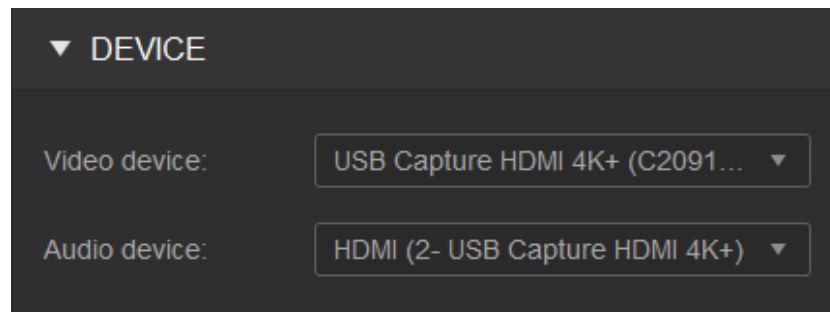 DEVICE
Video device: USB Capture HDMI 4K+ (C2091...
Audio device: HDMI (2- USB Capture HDMI 4K+)